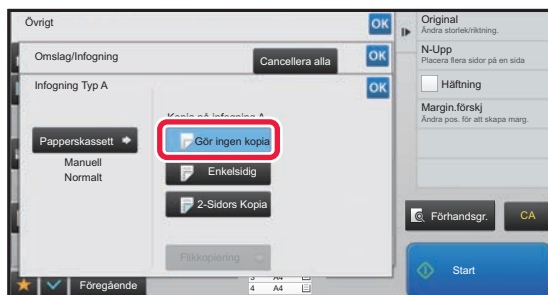 Övrigt
OK
Omslag/Infogning
Cancellera alla
OK
Infogning Typ A
OK
Kopia på infogning A
Papperskassett
Manuell
Normalt
Gör ingen kopia
Enkelsidig
2-Sidors Kopia
Flikkopiering
Föregående
3 A4
4 A4
Original
Ändra storlek/riktning.
N-Upp
Placera flera sidor på en sida
Häftning
Margin.förskj
Ändra pos. för att skapa marg.
Förhandsgr.
CA
Start